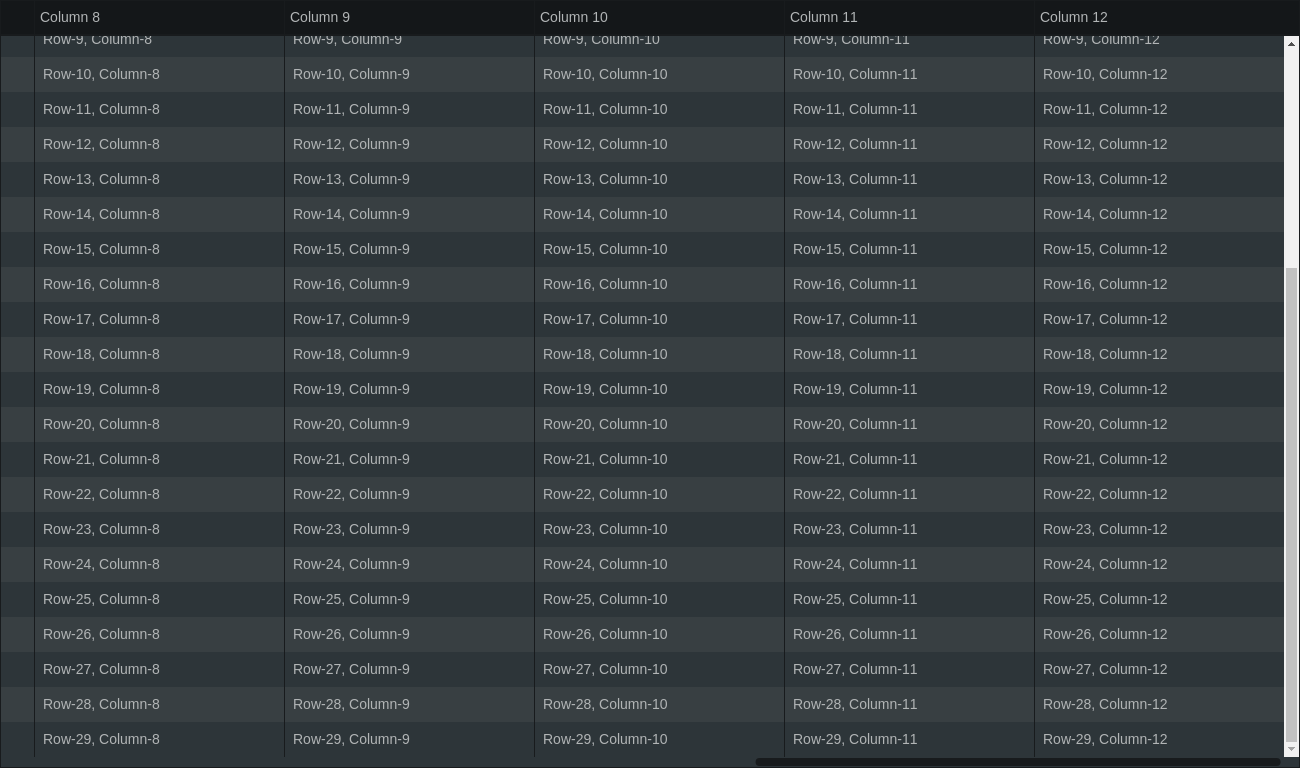 Column 8 Column 9 Column 10 Column 11 Column 12
Row-9, Column-8 Row-9, Column-9 Row-9, Column-10 Row-9, Column-11 Row-9, Column-12
Row-10, Column-8 Row-10, Column-9 Row-10, Column-10 Row-10, Column-11 Row-10, Column-12
Row-11, Column-8 Row-11, Column-9 Row-11, Column-10 Row-11, Column-11 Row-11, Column-12
Row-12, Column-8 Row-12, Column-9 Row-12, Column-10 Row-12, Column-11 Row-12, Column-12
Row-13, Column-8 Row-13, Column-9 Row-13, Column-10 Row-13, Column-11 Row-13, Column-12
Row-14, Column-8 Row-14, Column-9 Row-14, Column-10 Row-14, Column-11 Row-14, Column-12
Row-15, Column-8 Row-15, Column-9 Row-15, Column-10 Row-15, Column-11 Row-15, Column-12
Row-16, Column-8 Row-16, Column-9 Row-16, Column-10 Row-16, Column-11 Row-16, Column-12
Row-17, Column-8 Row-17, Column-9 Row-17, Column-10 Row-17, Column-11 Row-17, Column-12
Row-18, Column-8 Row-18, Column-9 Row-18, Column-10 Row-18, Column-11 Row-18, Column-12
Row-19, Column-8 Row-19, Column-9 Row-19, Column-10 Row-19, Column-11 Row-19, Column-12
Row-20, Column-8 Row-20, Column-9 Row-20, Column-10 Row-20, Column-11 Row-20, Column-12
Row-21, Column-8 Row-21, Column-9 Row-21, Column-10 Row-21, Column-11 Row-21, Column-12
Row-22, Column-8 Row-22, Column-9 Row-22, Column-10 Row-22, Column-11 Row-22, Column-12
Row-23, Column-8 Row-23, Column-9 Row-23, Column-10 Row-23, Column-11 Row-23, Column-12
Row-24, Column-8 Row-24, Column-9 Row-24, Column-10 Row-24, Column-11 Row-24, Column-12
Row-25, Column-8 Row-25, Column-9 Row-25, Column-10 Row-25, Column-11 Row-25, Column-12
Row-26, Column-8 Row-26, Column-9 Row-26, Column-10 Row-26, Column-11 Row-26, Column-12
Row-27, Column-8 Row-27, Column-9 Row-27, Column-10 Row-27, Column-11 Row-27, Column-12
Row-28, Column-8 Row-28, Column-9 Row-28, Column-10 Row-28, Column-11 Row-28, Column-12
Row-29, Column-8 Row-29, Column-9 Row-29, Column-10 Row-29, Column-11 Row-29, Column-12